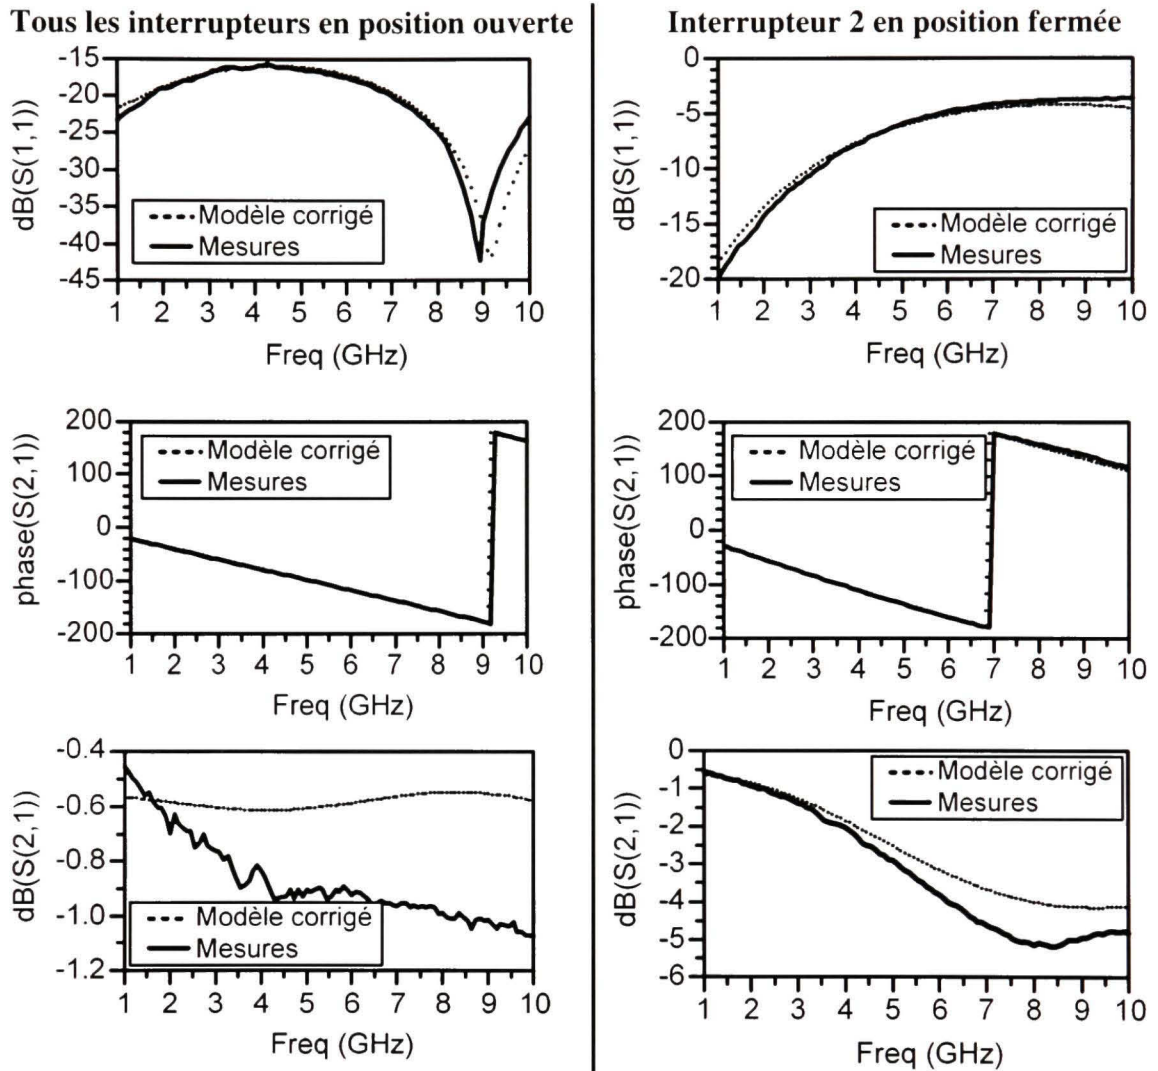 Tous les interrupteurs en position ouverte
-15
-20
-25
-30
-35
-40
-45
dB(S(1,1))
Modèle corrigé
Mesures
1 2 3 4 5 6 7 8 9 10
Freq (GHz)
200
100
0
-100
-200
phase(S(2,1))
Modèle corrigé
Mesures
1 2 3 4 5 6 7 8 9 10
Freq (GHz)
-0.4
-0.6
-0.8
-1.0
-1.2
dB(S(2,1))
Modèle corrigé
Mesures
1 2 3 4 5 6 7 8 9 10
Freq (GHz)
Interrupteur 2 en position fermée
0
-5
-10
-15
-20
dB(S(1,1))
Modèle corrigé
Mesures
1 2 3 4 5 6 7 8 9 10
Freq (GHz)
200
100
0
-100
-200
phase(S(2,1))
Modèle corrigé
Mesures
1 2 3 4 5 6 7 8 9 10
Freq (GHz)
0
-1
-2
-3
-4
-5
-6
dB(S(2,1))
Modèle corrigé
Mesures
1 2 3 4 5 6 7 8 9 10
Freq (GHz)